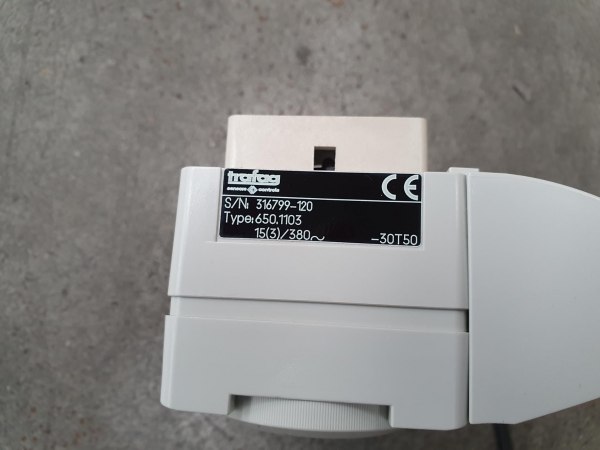 trafag
sensors controls
CE
S/N: 316799-120
Type: 650.1103
15(3)/380~
-30T50